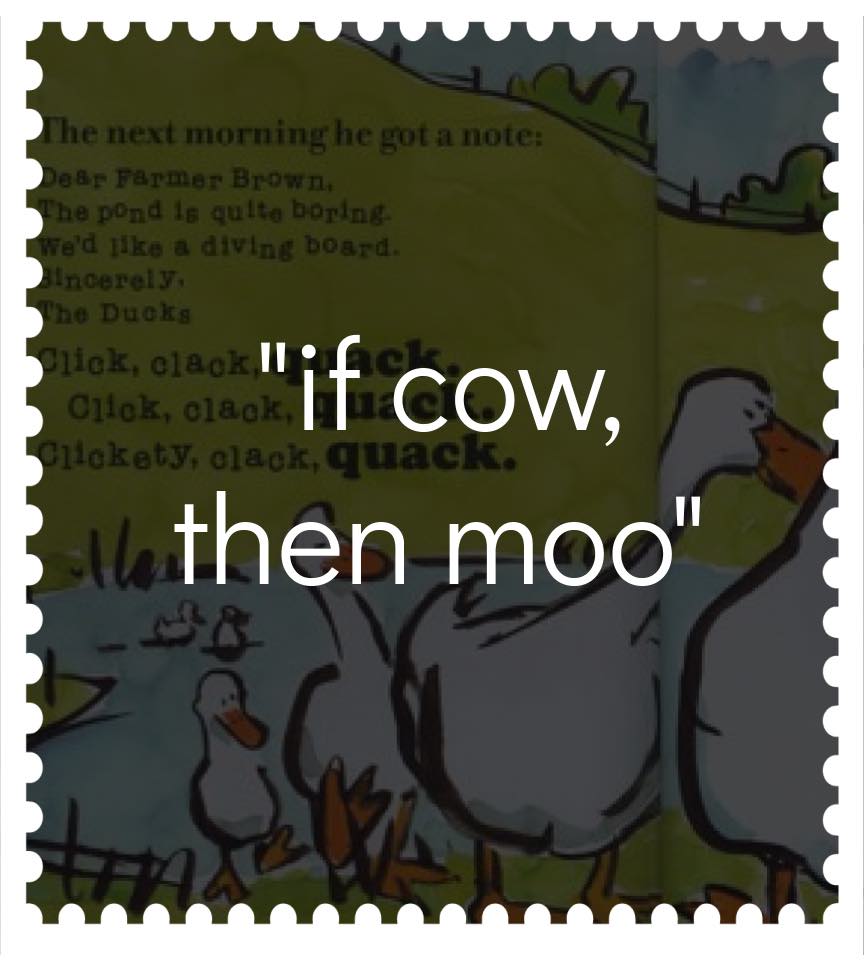 The next morning he got a note:
Dear Farmer Brown,
The pond is quite boring.
We'd like a diving board.
Sincerely,
The Ducks
Click, clack, quack.
Click, clack, quack.
Clickety, clack, quack.
"if cow,
then moo"